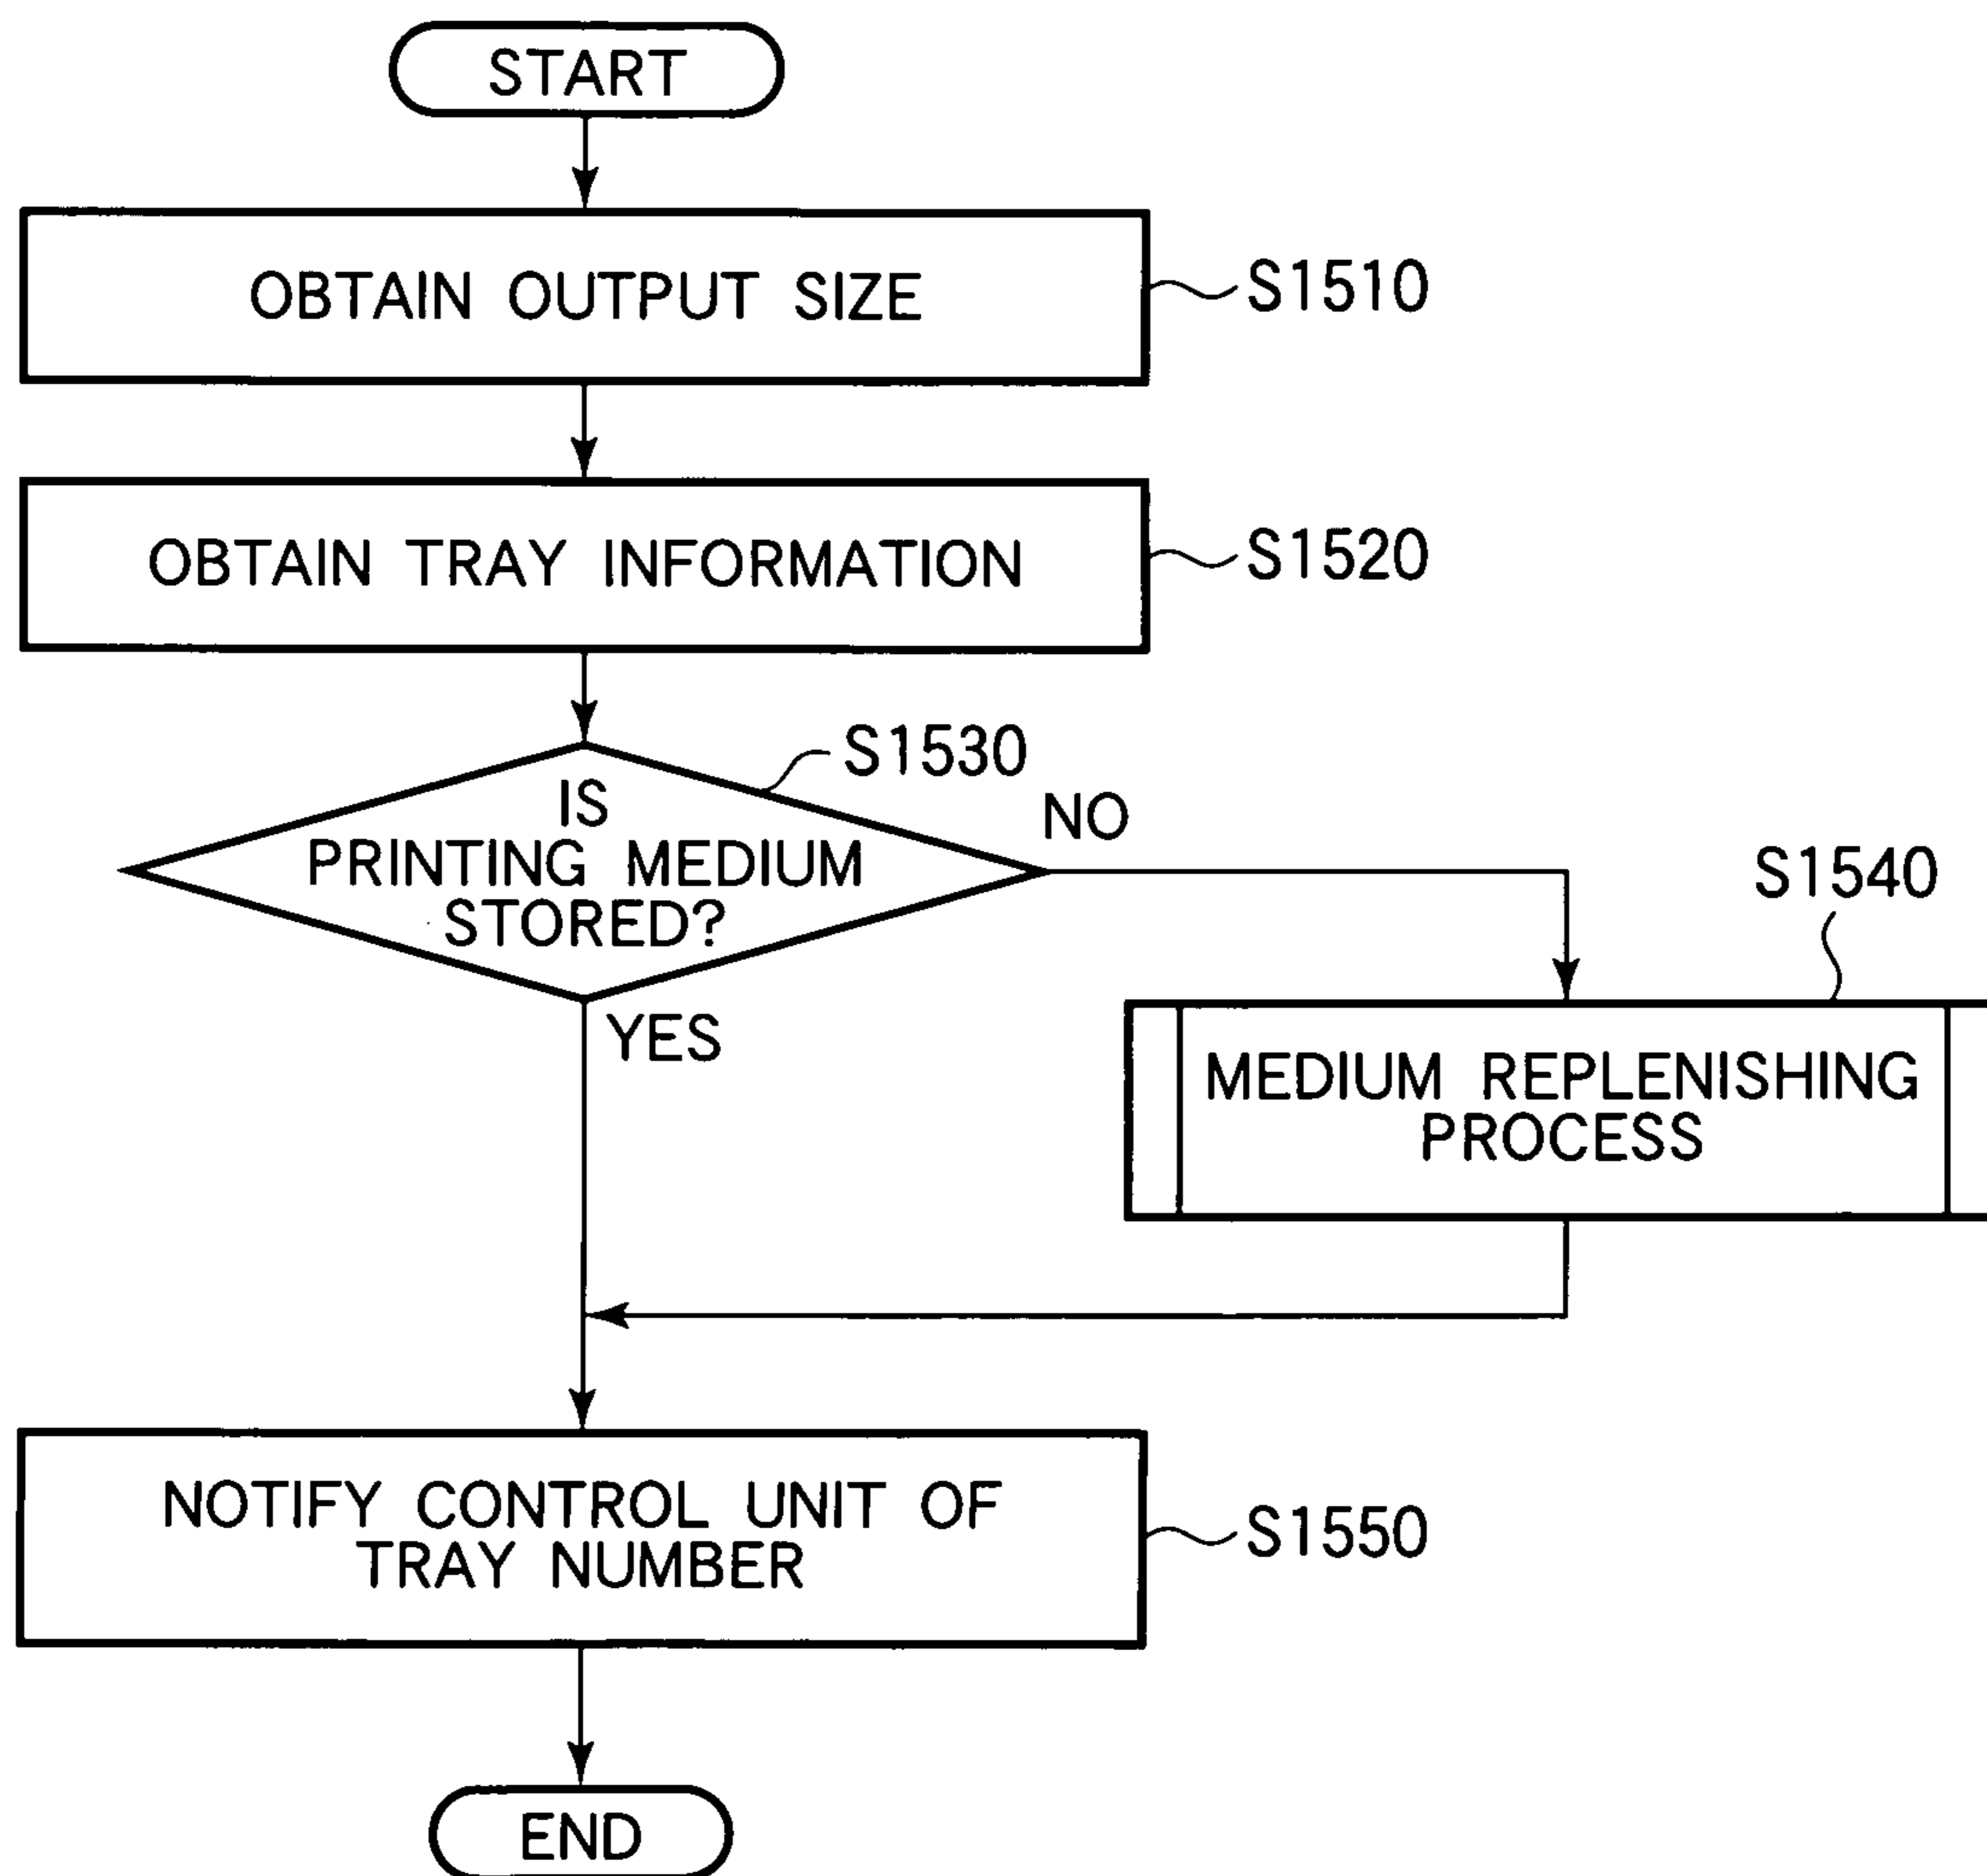 START
OBTAIN OUTPUT SIZE
S1510
OBTAIN TRAY INFORMATION
S1520
S1530
IS
PRINTING MEDIUM
STORED?
NO
YES
S1540
MEDIUM REPLENISHING
PROCESS
NOTIFY CONTROL UNIT OF
TRAY NUMBER
S1550
END